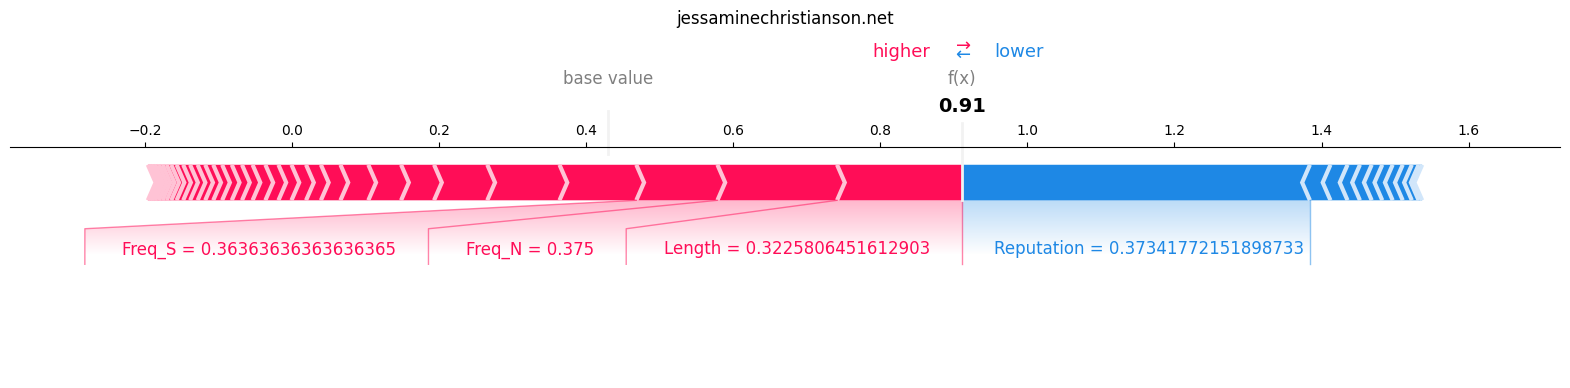 jessaminechristianson.net
higher ⇄ lower
base value f(x)
0.91
−0.2 0.0 0.2 0.4 0.6 0.8 1.0 1.2 1.4 1.6
Freq_S = 0.36363636363636365 Freq_N = 0.375 Length = 0.3225806451612903 Reputation = 0.37341772151898733